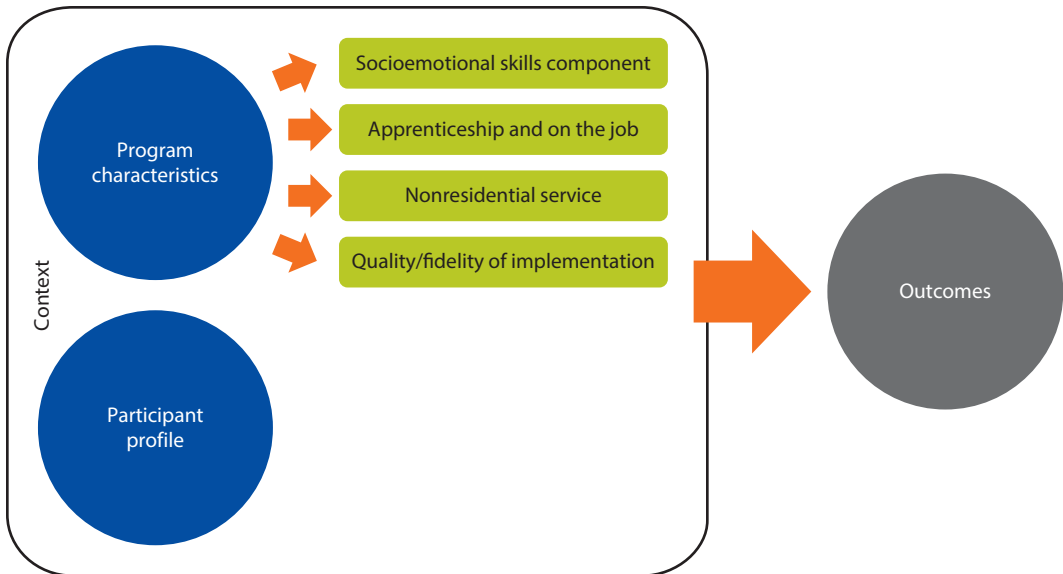 Program
characteristics
Socioemotional skills component
Apprenticeship and on the job
Nonresidential service
Quality/fidelity of implementation
Context
Participant
profile
Outcomes